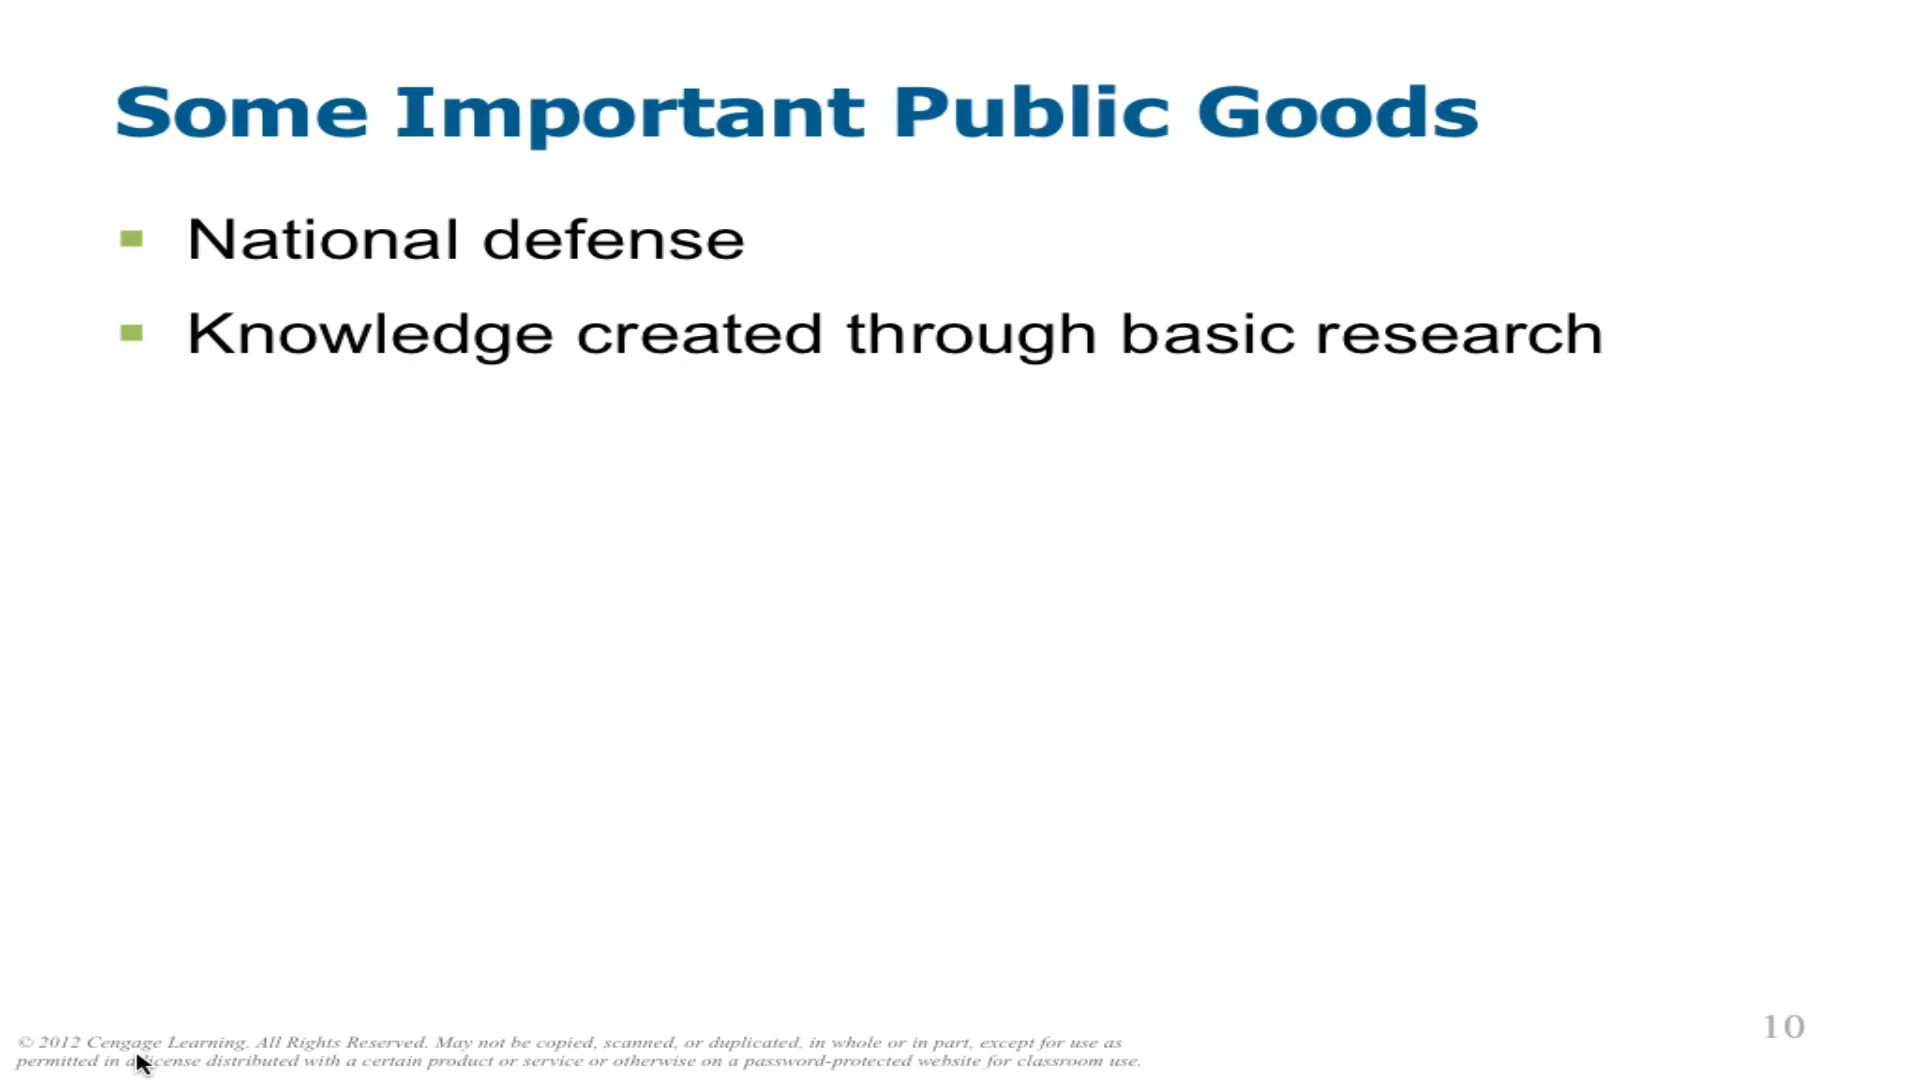 Some Important Public Goods
National defense
Knowledge created through basic research
10
© 2012 Cengage Learning. All Rights Reserved. May not be copied, scanned, or duplicated, in whole or in part, except for use as
permitted in a license distributed with a certain product or service or otherwise on a password-protected website for classroom use.